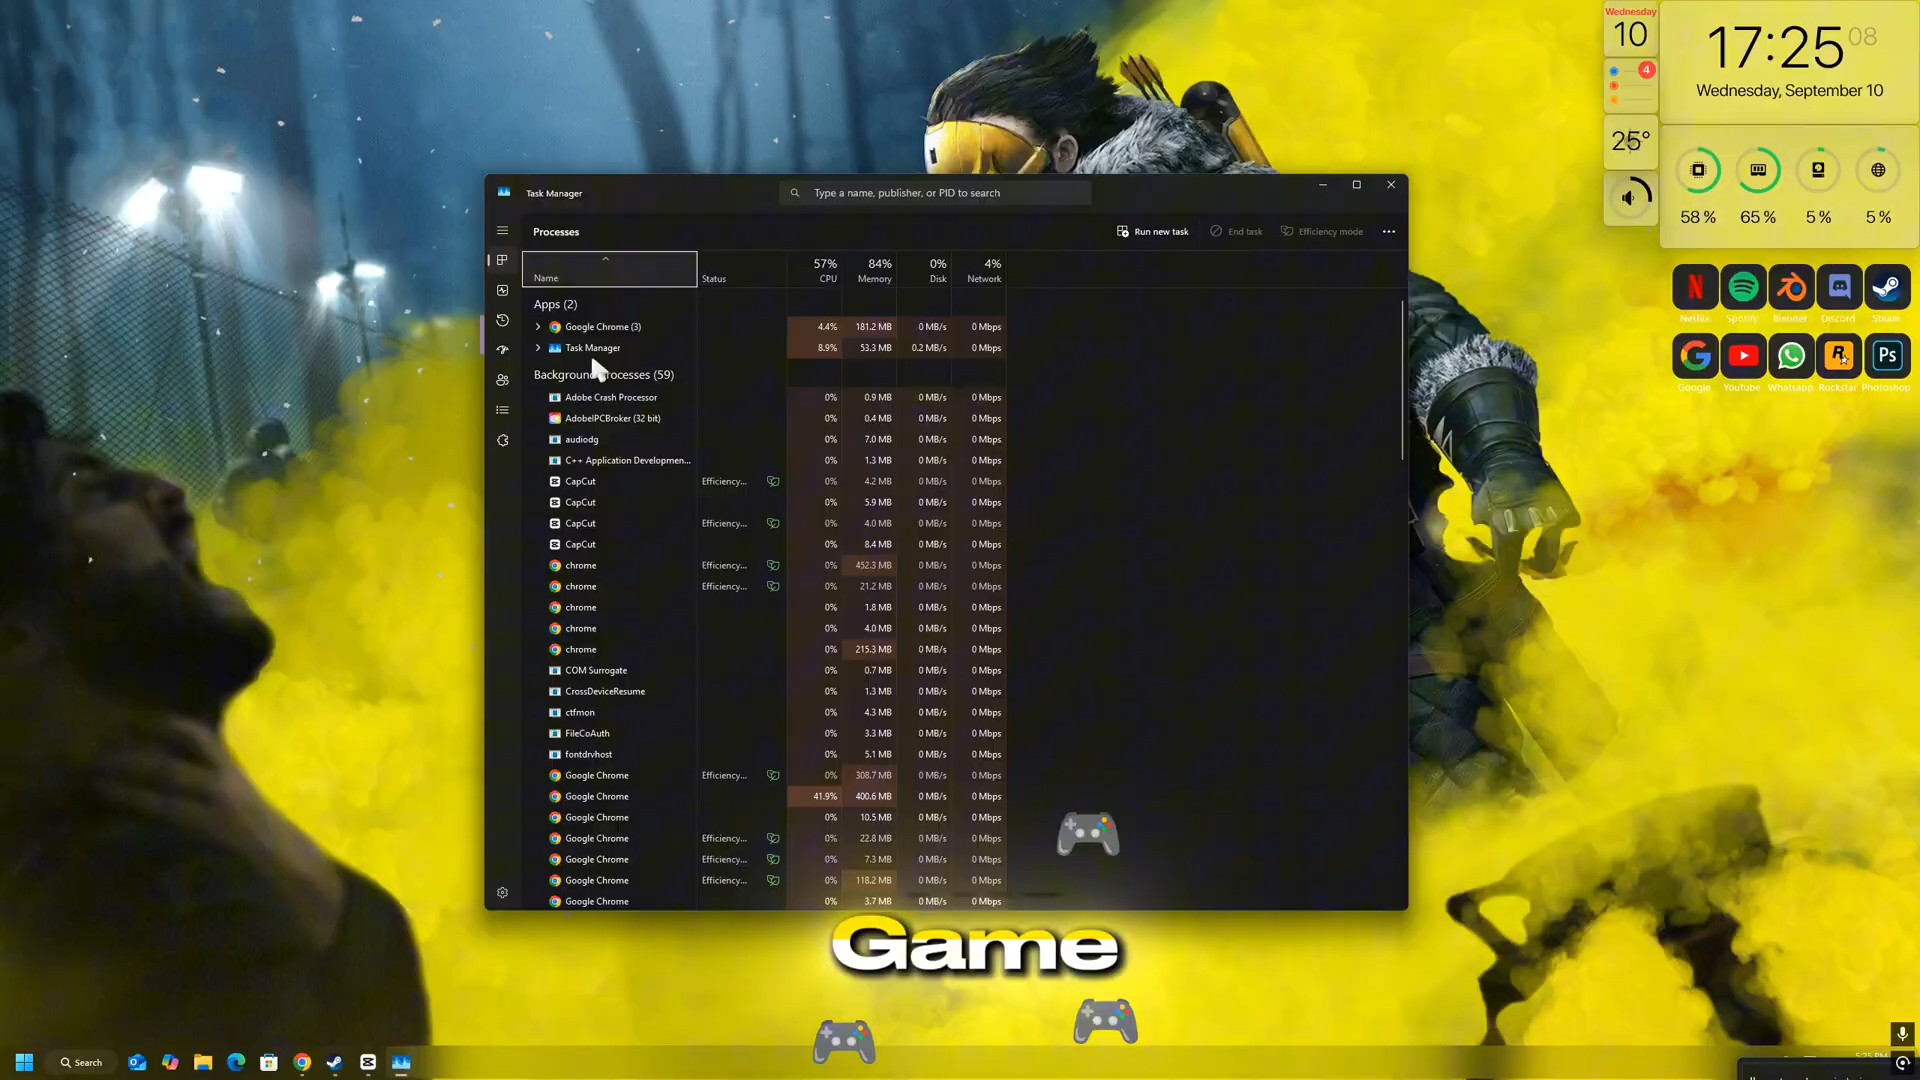 Wednesday
10
4
25°
17:25 08
Wednesday, September 10
58 % 65 % 5 % 5 %
Netflix Spotify Blender Discord Steam
Google Youtube Whatsapp Rockstar Photoshop
Task Manager
Type a name, publisher, or PID to search
Processes
Run new task End task Efficiency mode
57% 84% 0% 4%
Name Status CPU Memory Disk Network
Apps (2)
Google Chrome (3) 4.4% 181.2 MB 0 MB/s 0 Mbps
Task Manager 8.9% 53.3 MB 0.2 MB/s 0 Mbps
Background processes (59)
Adobe Crash Processor 0% 0.9 MB 0 MB/s 0 Mbps
AdobeIPCBroker (32 bit) 0% 0.4 MB 0 MB/s 0 Mbps
audiodg 0% 7.0 MB 0 MB/s 0 Mbps
C++ Application Developmen... 0% 1.3 MB 0 MB/s 0 Mbps
CapCut Efficiency... 0% 4.2 MB 0 MB/s 0 Mbps
CapCut 0% 5.9 MB 0 MB/s 0 Mbps
CapCut Efficiency... 0% 4.0 MB 0 MB/s 0 Mbps
CapCut 0% 8.4 MB 0 MB/s 0 Mbps
chrome Efficiency... 0% 452.3 MB 0 MB/s 0 Mbps
chrome Efficiency... 0% 21.2 MB 0 MB/s 0 Mbps
chrome 0% 1.8 MB 0 MB/s 0 Mbps
chrome 0% 4.0 MB 0 MB/s 0 Mbps
chrome 0% 215.3 MB 0 MB/s 0 Mbps
COM Surrogate 0% 0.7 MB 0 MB/s 0 Mbps
CrossDeviceResume 0% 1.3 MB 0 MB/s 0 Mbps
ctfmon 0% 4.3 MB 0 MB/s 0 Mbps
FileCoAuth 0% 3.3 MB 0 MB/s 0 Mbps
fontdrvhost 0% 5.1 MB 0 MB/s 0 Mbps
Google Chrome Efficiency... 0% 308.7 MB 0 MB/s 0 Mbps
Google Chrome 41.9% 400.6 MB 0 MB/s 0 Mbps
Google Chrome 0% 10.5 MB 0 MB/s 0 Mbps
Google Chrome Efficiency... 0% 22.8 MB 0 MB/s 0 Mbps
Google Chrome Efficiency... 0% 7.3 MB 0 MB/s 0 Mbps
Google Chrome Efficiency... 0% 118.2 MB 0 MB/s 0 Mbps
Google Chrome 0% 3.7 MB 0 MB/s 0 Mbps
Game
Search